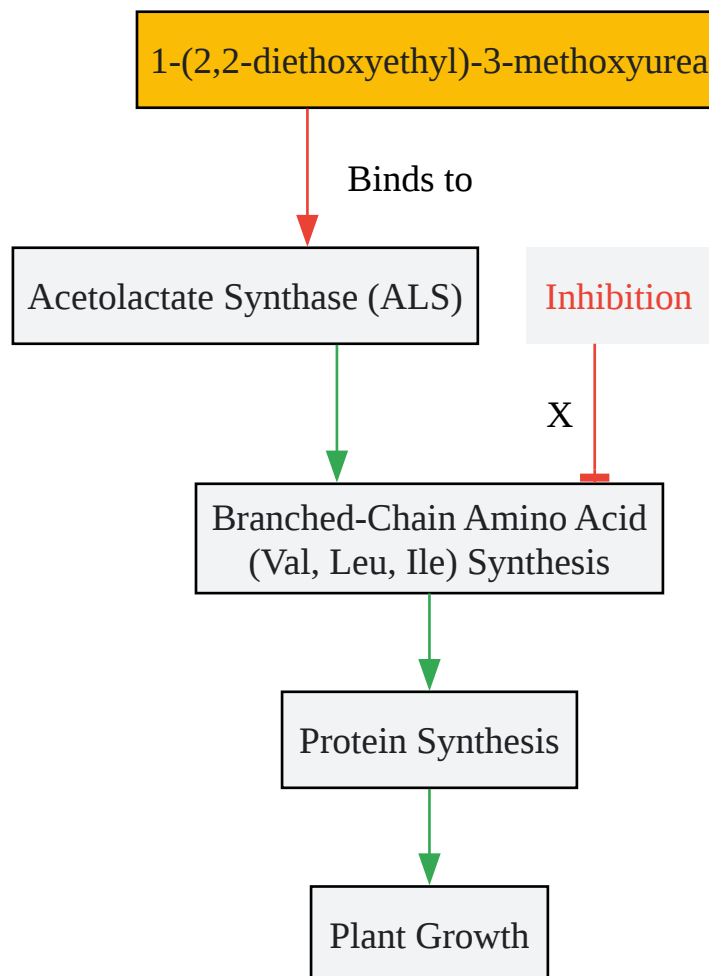 1-(2,2-diethoxyethyl)-3-methoxyurea
Binds to
Acetolactate Synthase (ALS)
Inhibition
X
Branched-Chain Amino Acid
(Val, Leu, Ile) Synthesis
Protein Synthesis
Plant Growth